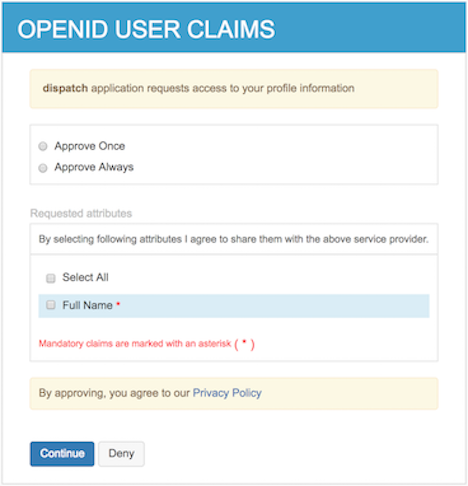 OPENID USER CLAIMS
dispatch application requests access to your profile information
Approve Once
Approve Always
Requested attributes
By selecting following attributes I agree to share them with the above service provider.
Select All
Full Name *
Mandatory claims are marked with an asterisk ( * )
By approving, you agree to our Privacy Policy
Continue Deny